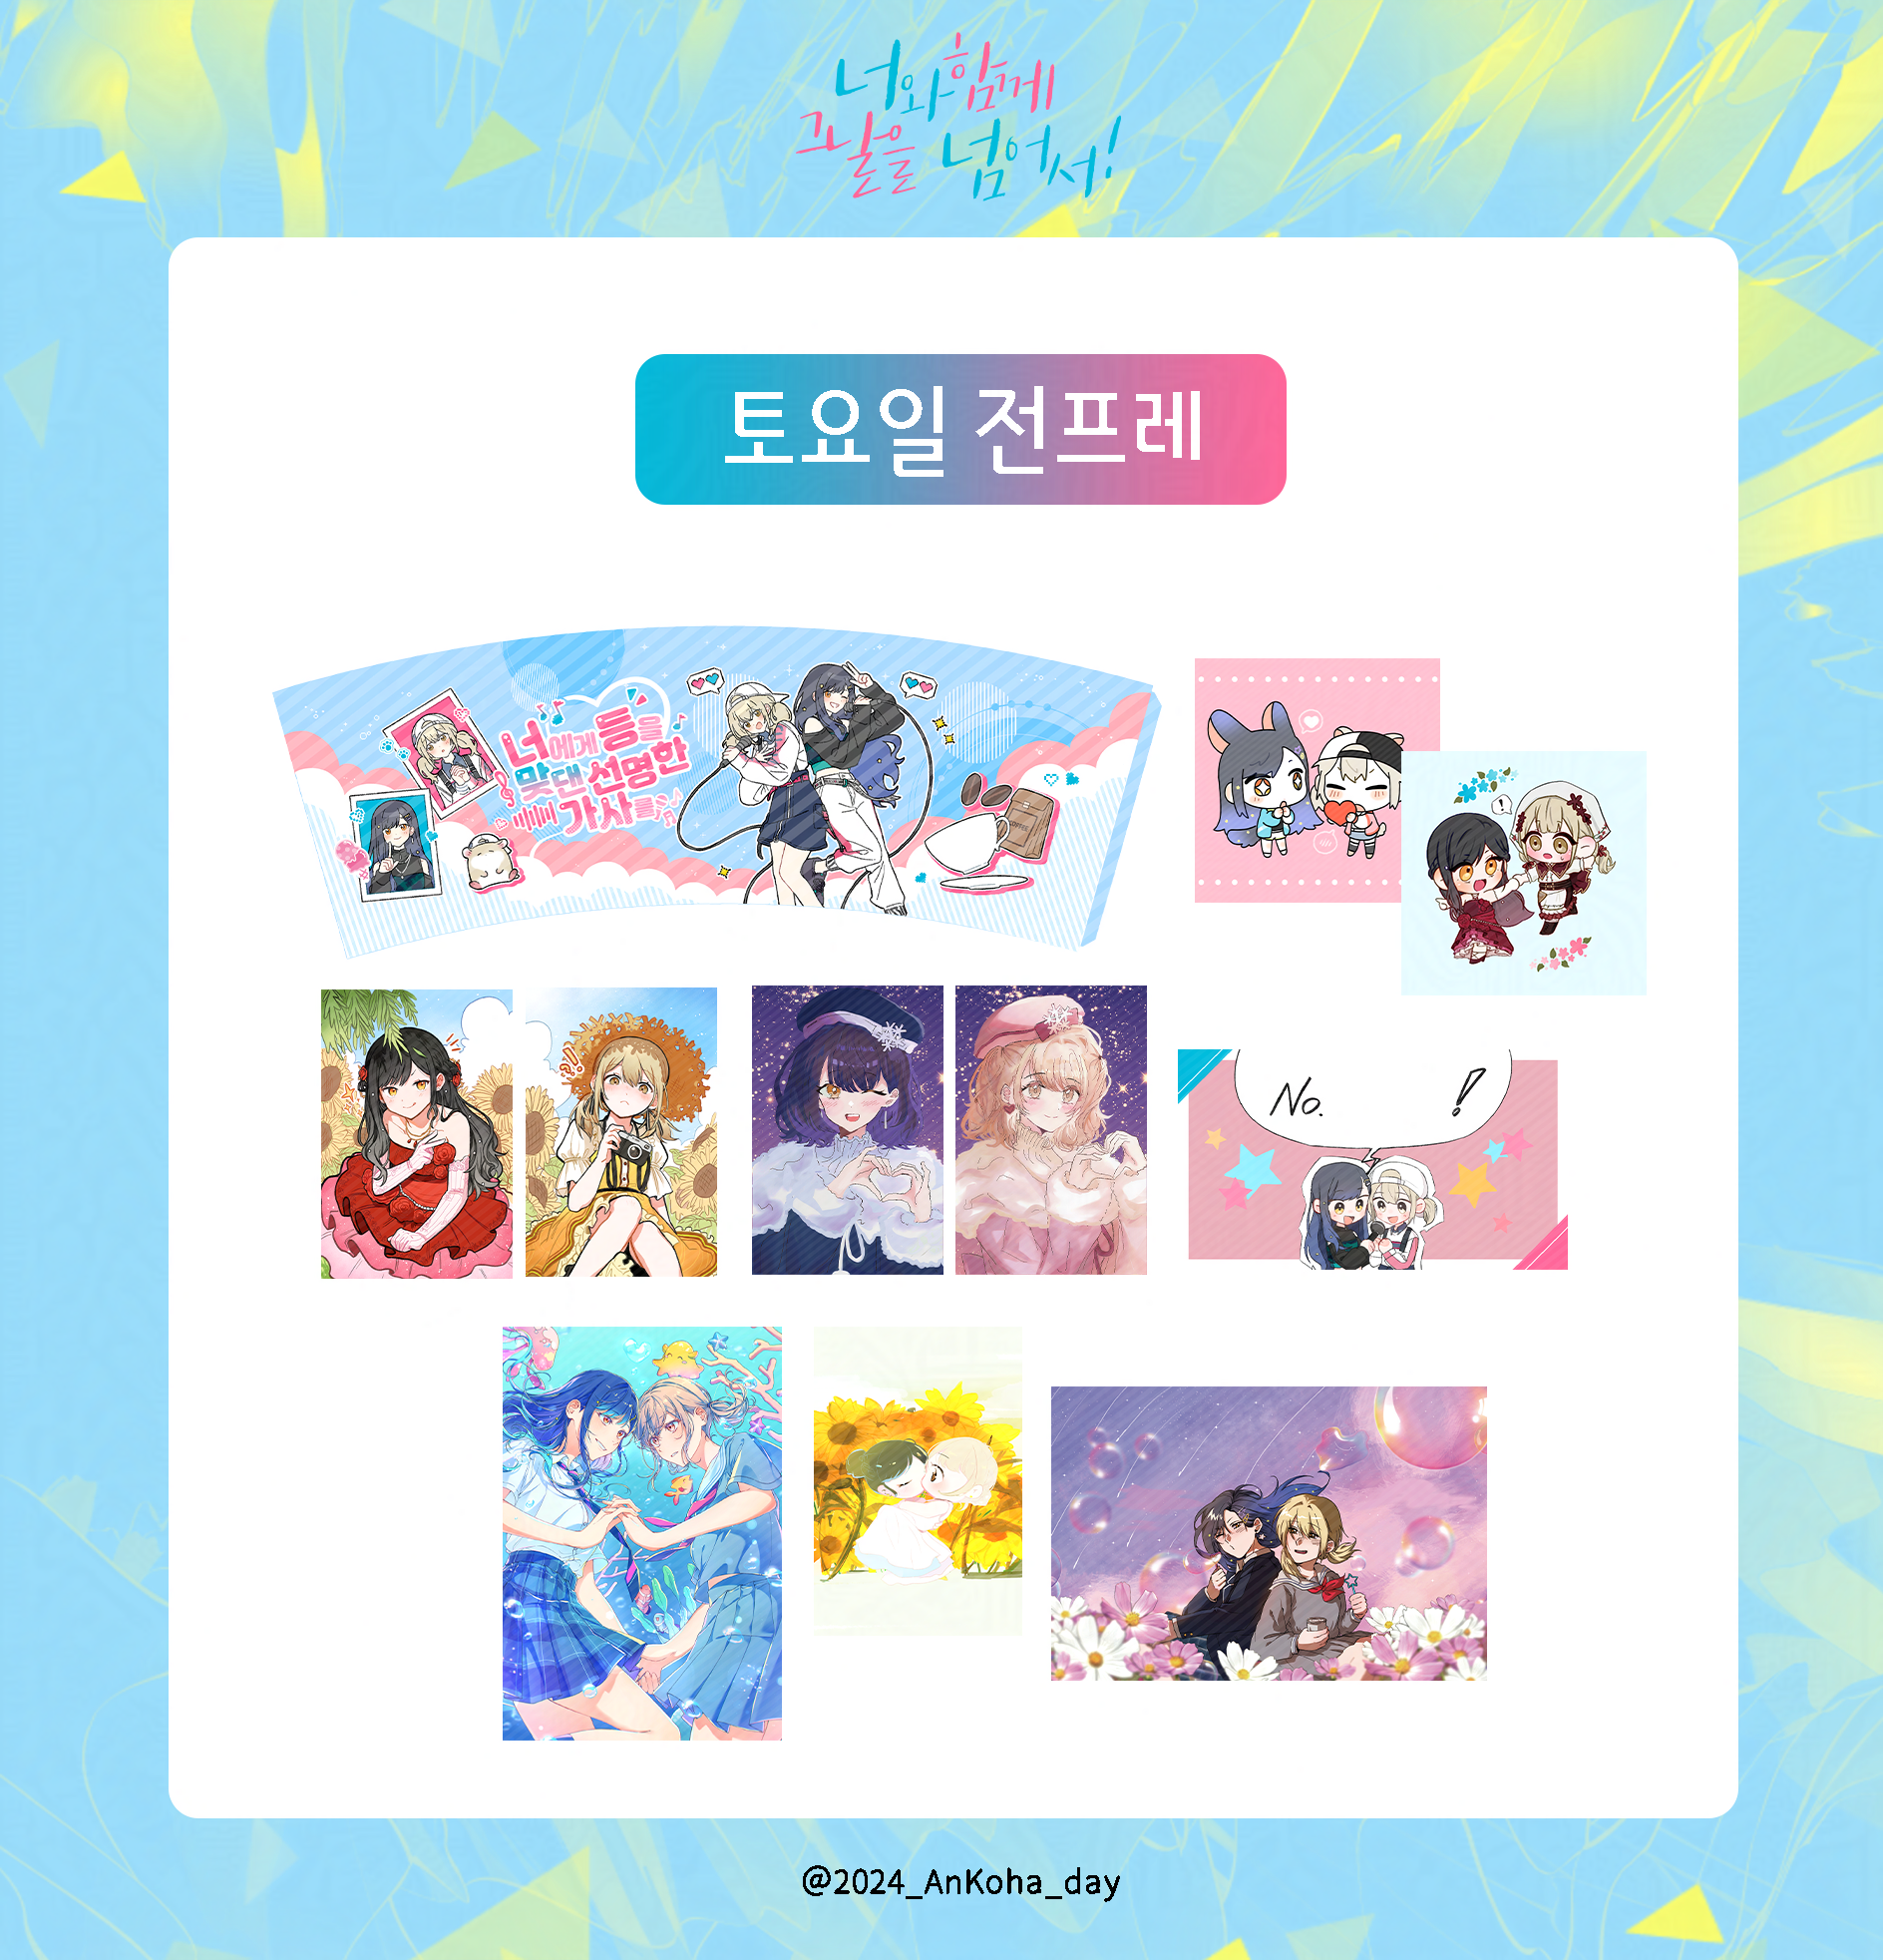 너와 함께
그날을 넘어서!
토요일 전프레
너에게 등을
맞댄 선명한
가사를
!
?!
No. !
@2024_AnKoha_day